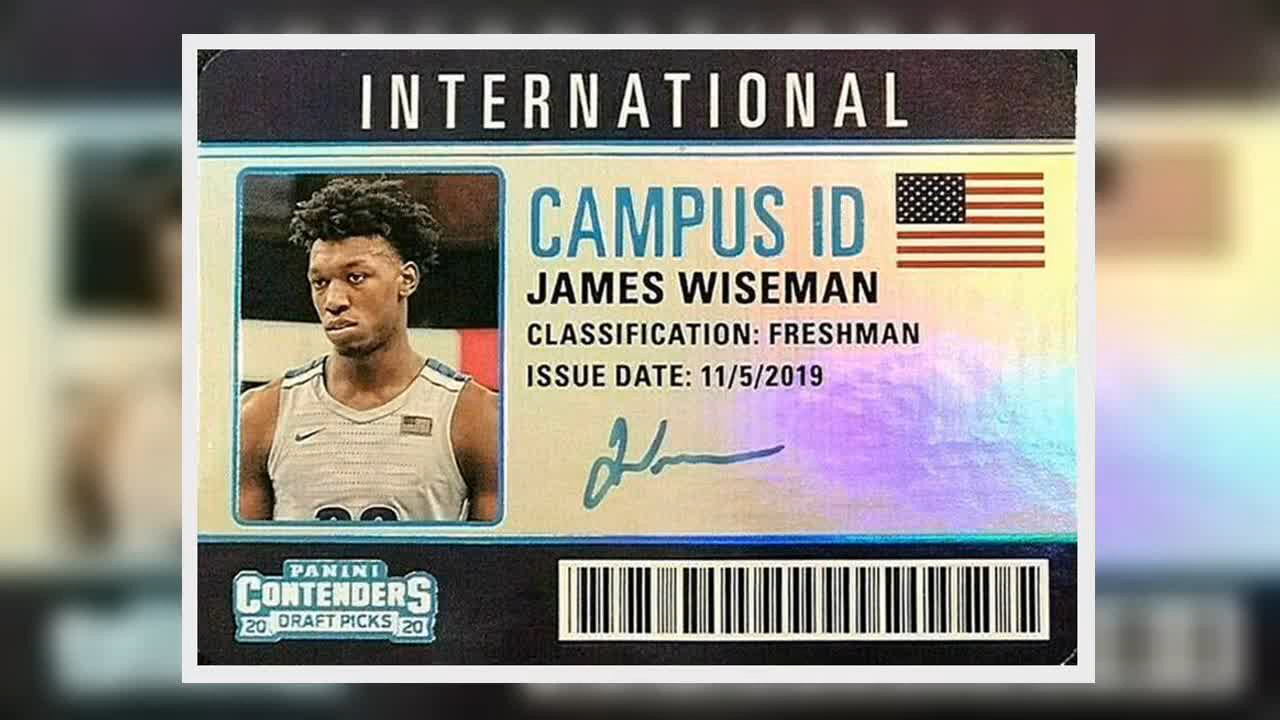 INTERNATIONAL
CAMPUS ID
JAMES WISEMAN
CLASSIFICATION: FRESHMAN
ISSUE DATE: 11/5/2019
PANINI
CONTENDERS
20 DRAFT PICKS 20